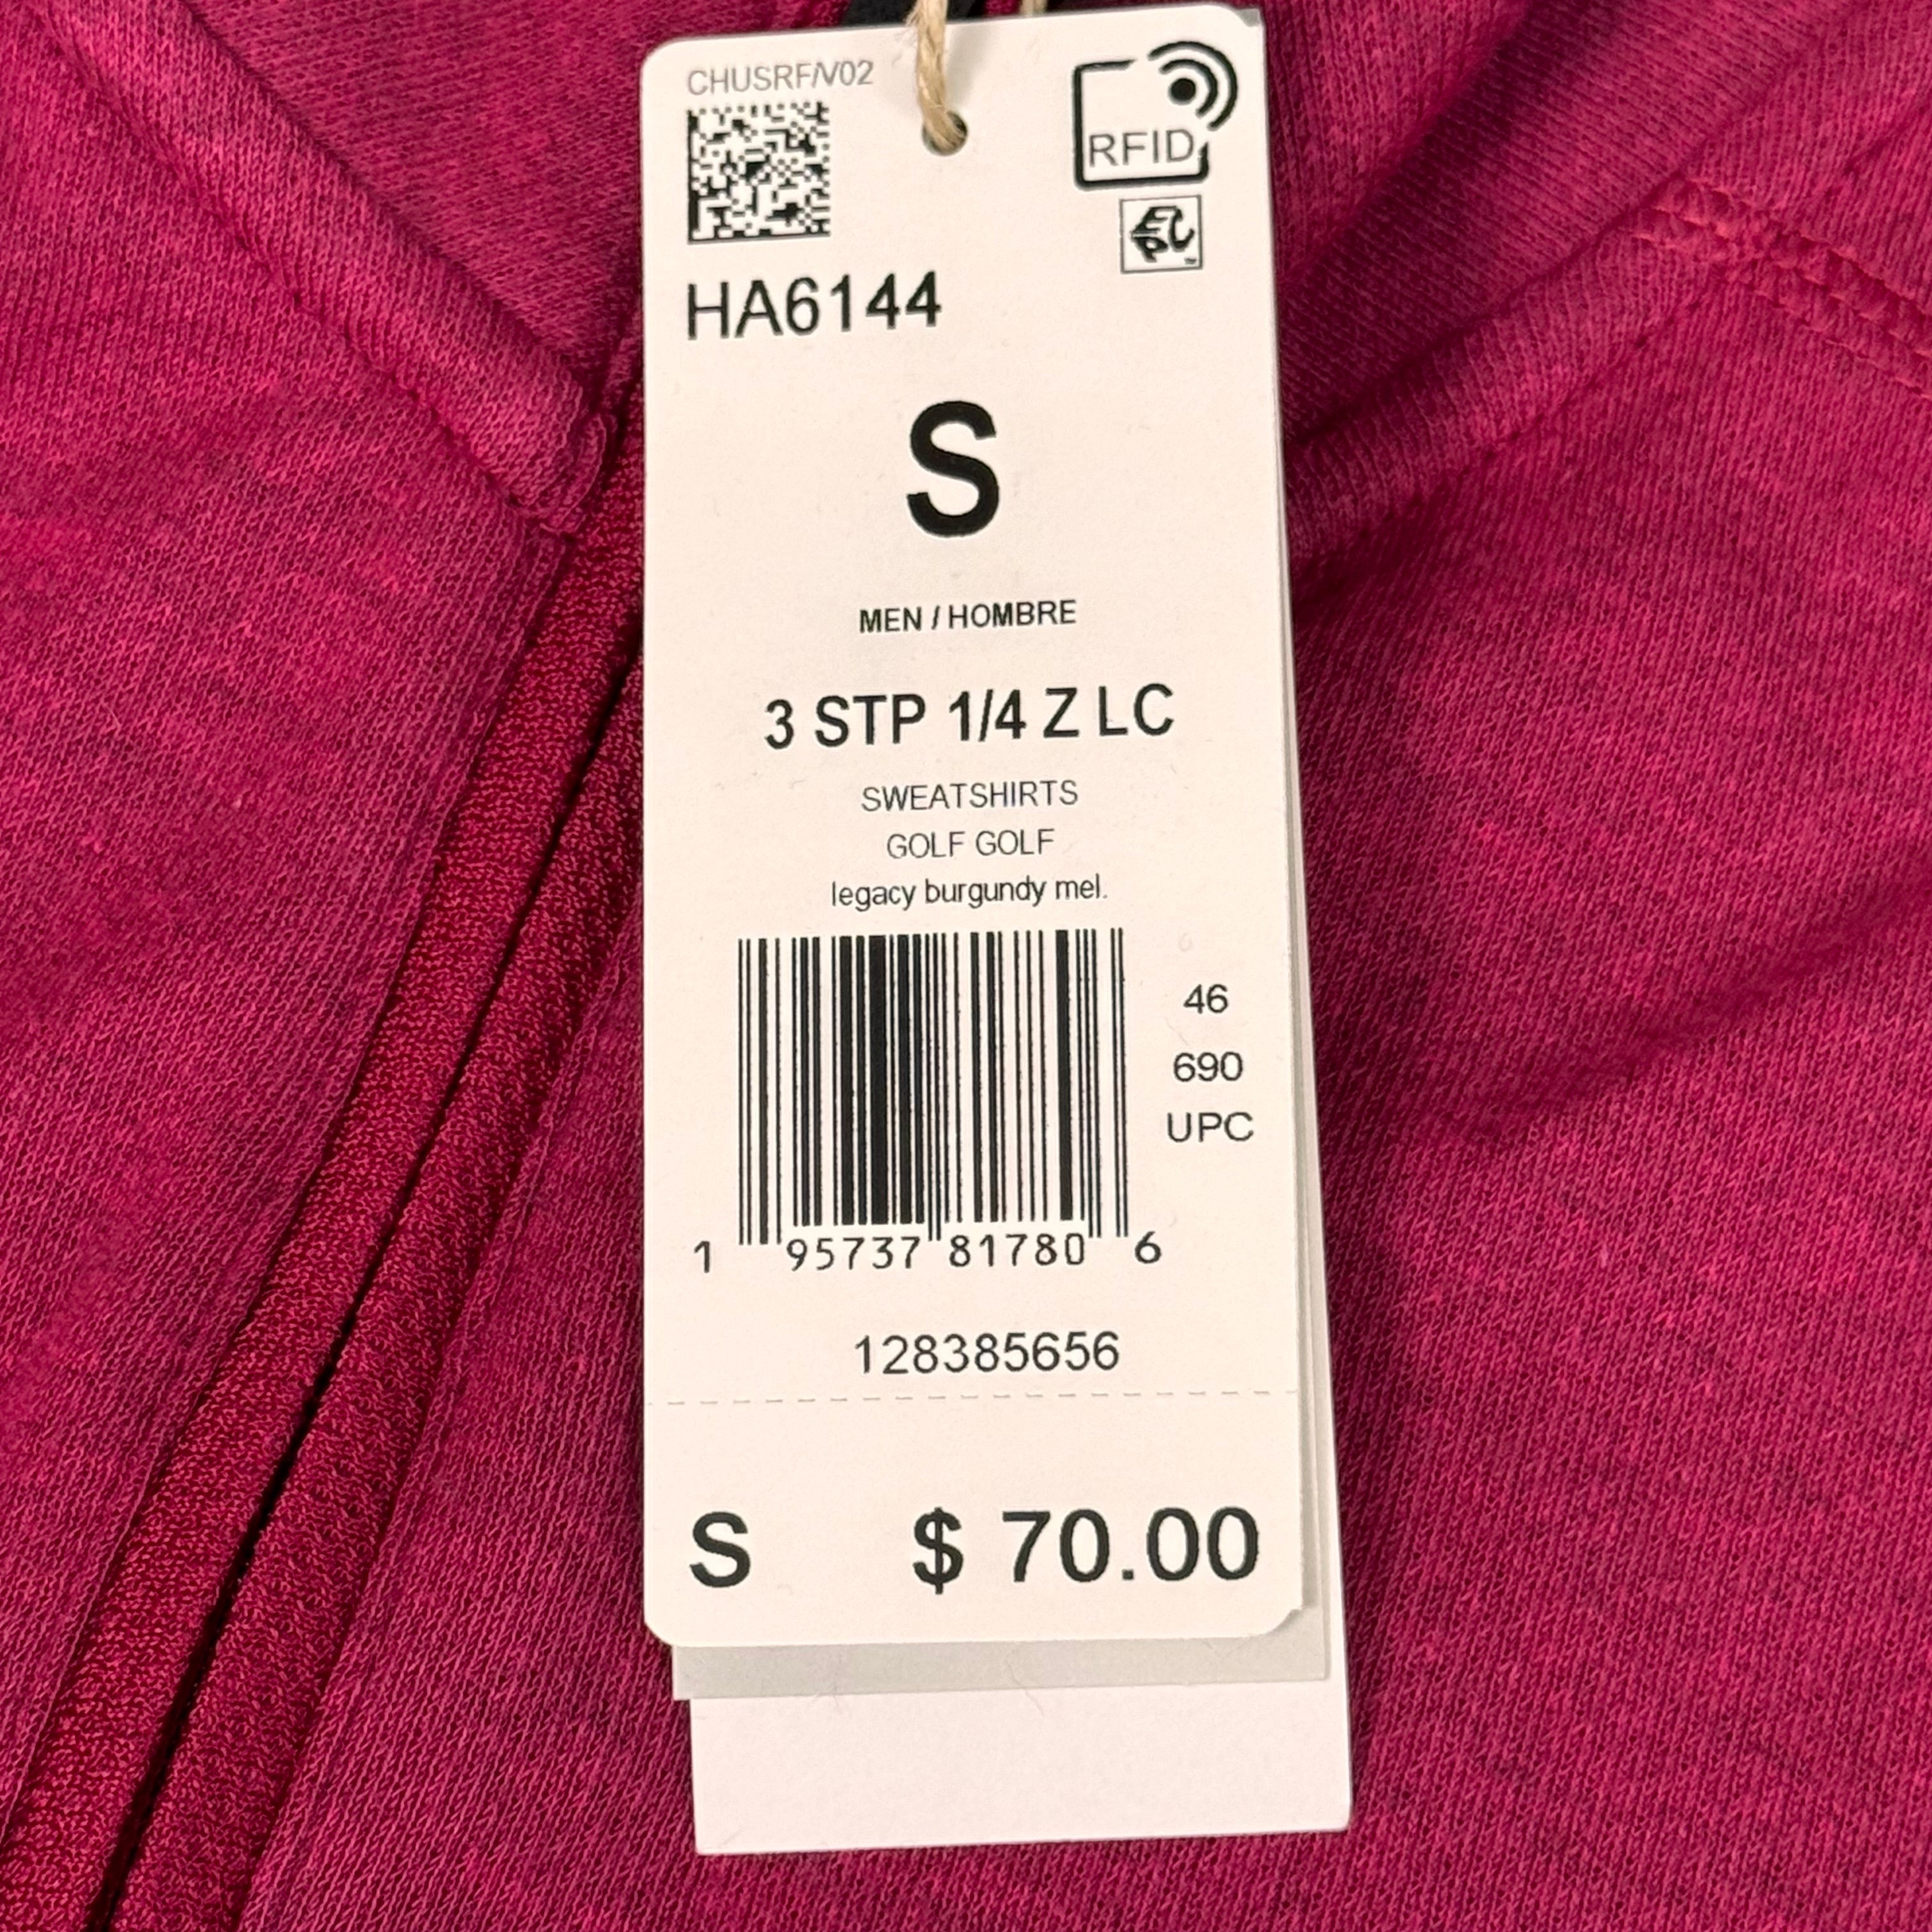 CHUSRF/V02
RFID
HA6144
S
MEN / HOMBRE
3 STP 1/4 Z LC
SWEATSHIRTS
GOLF GOLF
legacy burgundy mel.
46
690
UPC
1 95737 81780 6
128385656
S $ 70.00